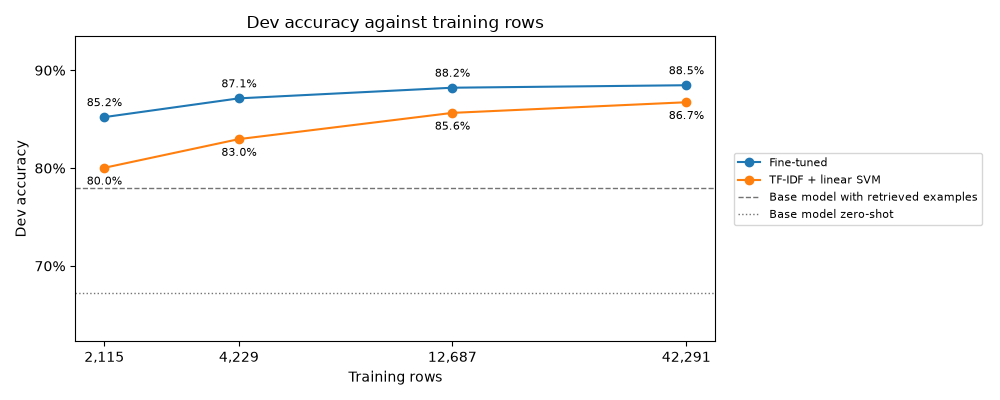 Dev accuracy against training rows
90%
80%
70%
Dev accuracy
85.2%
87.1%
88.2%
88.5%
80.0%
83.0%
85.6%
86.7%
2,115
4,229
12,687
42,291
Training rows
Fine-tuned
TF-IDF + linear SVM
Base model with retrieved examples
Base model zero-shot